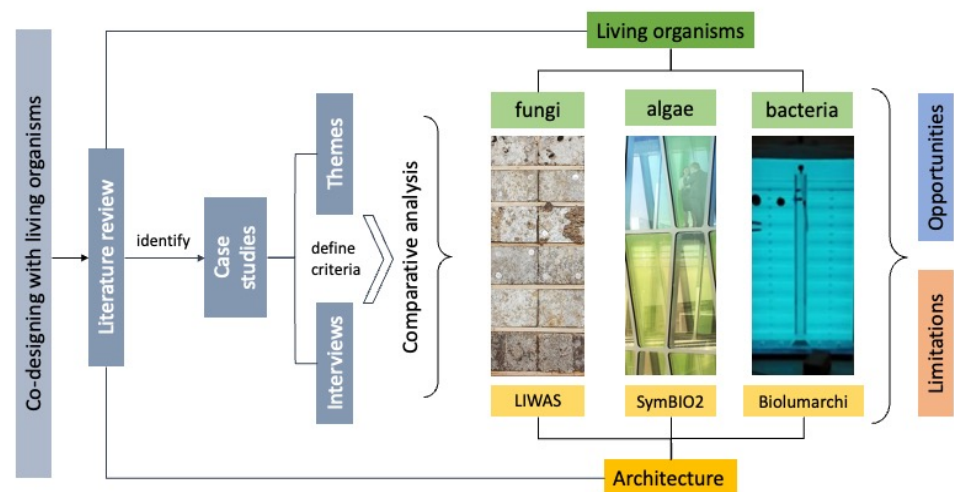 Co-designing with living organisms
Literature review
identify
Case
studies
Themes
define
criteria
Interviews
Comparative analysis
Living organisms
fungi
algae
bacteria
LIWAS
SymBIO2
Biolumarchi
Architecture
Opportunities
Limitations